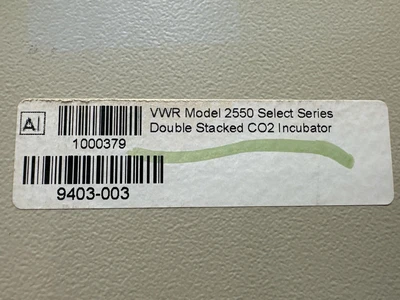 AI
VWR Model 2550 Select Series
Double Stacked CO2 Incubator
1000379
9403-003